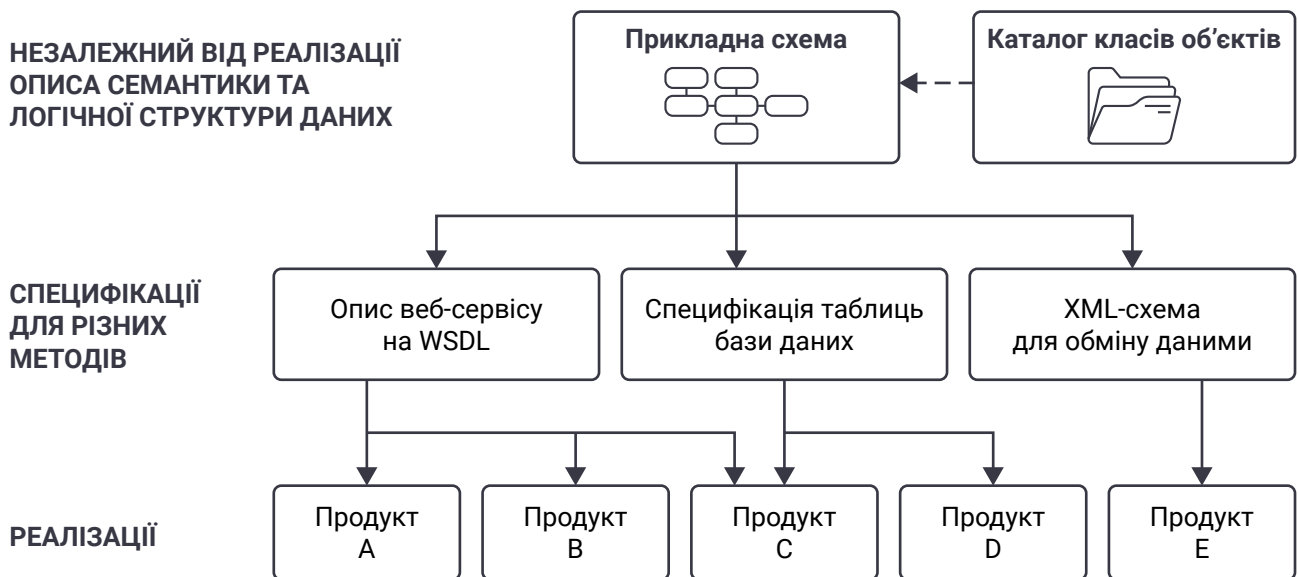 НЕЗАЛЕЖНИЙ ВІД РЕАЛІЗАЦІЇ
ОПИСА СЕМАНТИКИ ТА
ЛОГІЧНОЇ СТРУКТУРИ ДАНИХ
Прикладна схема
Каталог класів об’єктів
СПЕЦИФІКАЦІЇ
ДЛЯ РІЗНИХ
МЕТОДІВ
Опис веб-сервісу
на WSDL
Специфікація таблиць
бази даних
XML-схема
для обміну даними
РЕАЛІЗАЦІЇ
Продукт
A
Продукт
B
Продукт
C
Продукт
D
Продукт
E